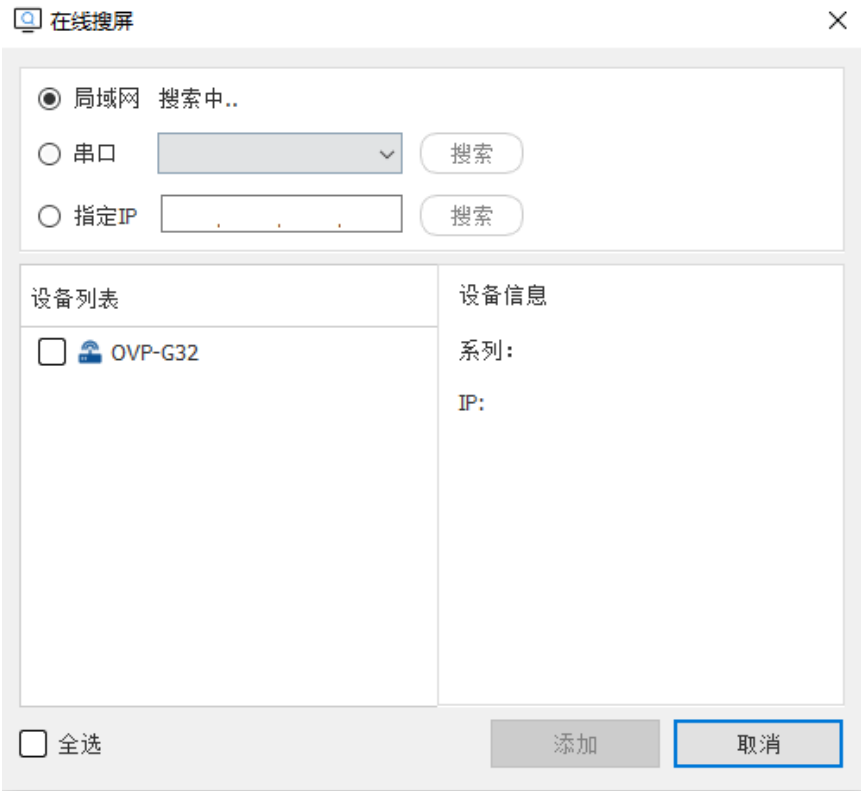 在线搜屏
局域网 搜索中..
串口 搜索
指定IP . . . 搜索
设备列表
OVP-G32
设备信息
系列:
IP:
全选 添加 取消